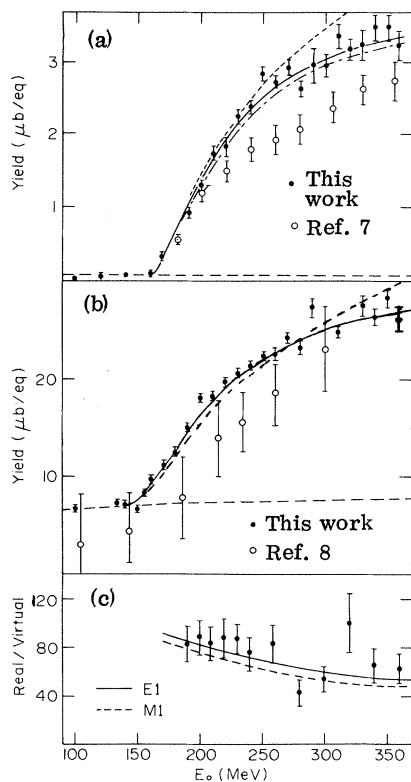 (a)
Yield (μb/eq)
3
2
1
This work
Ref. 7
(b)
Yield (μb/eq)
20
10
This work
Ref. 8
(c)
Real/Virtual
120
80
40
E1
M1
100 150 200 250 300 350
E₀ (MeV)